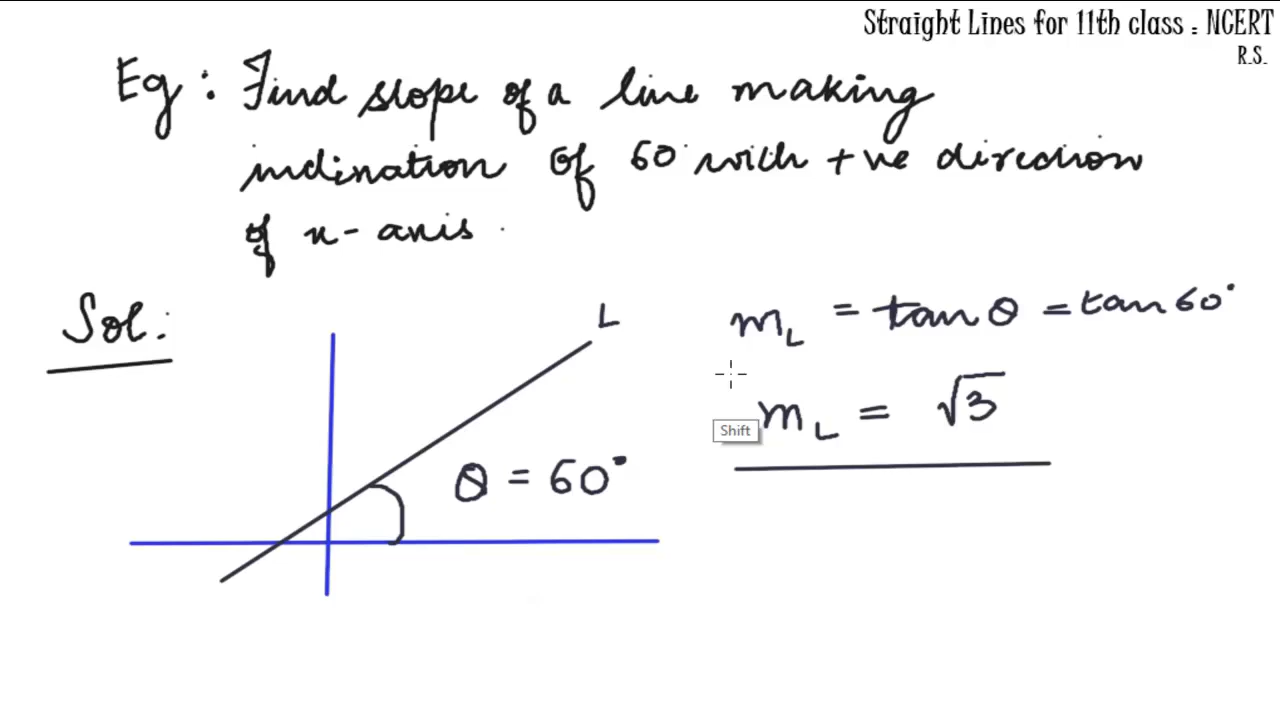 Straight Lines for 11th class : NCERT
R.S.
Eg: Find slope of a line making
inclination of 60° with +ve direction
of x-axis.
Sol:
L
m_L = tan θ = tan 60°
m_L = √3
Shift
θ = 60°